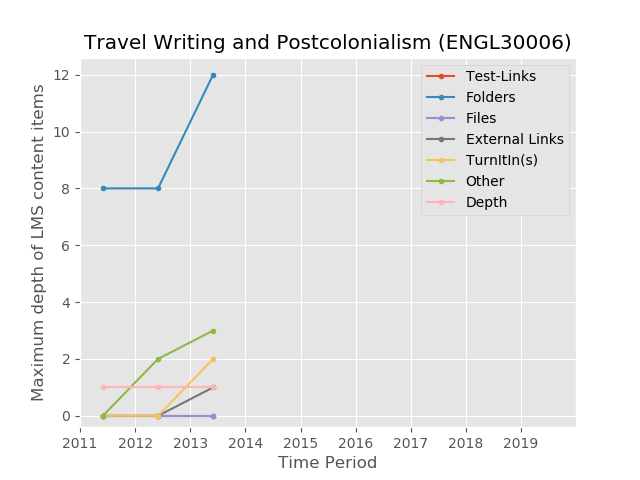 Travel Writing and Postcolonialism (ENGL30006)
Maximum depth of LMS content items
12
10
8
6
4
2
0
Test-Links
Folders
Files
External Links
TurnItIn(s)
Other
Depth
2011 2012 2013 2014 2015 2016 2017 2018 2019
Time Period